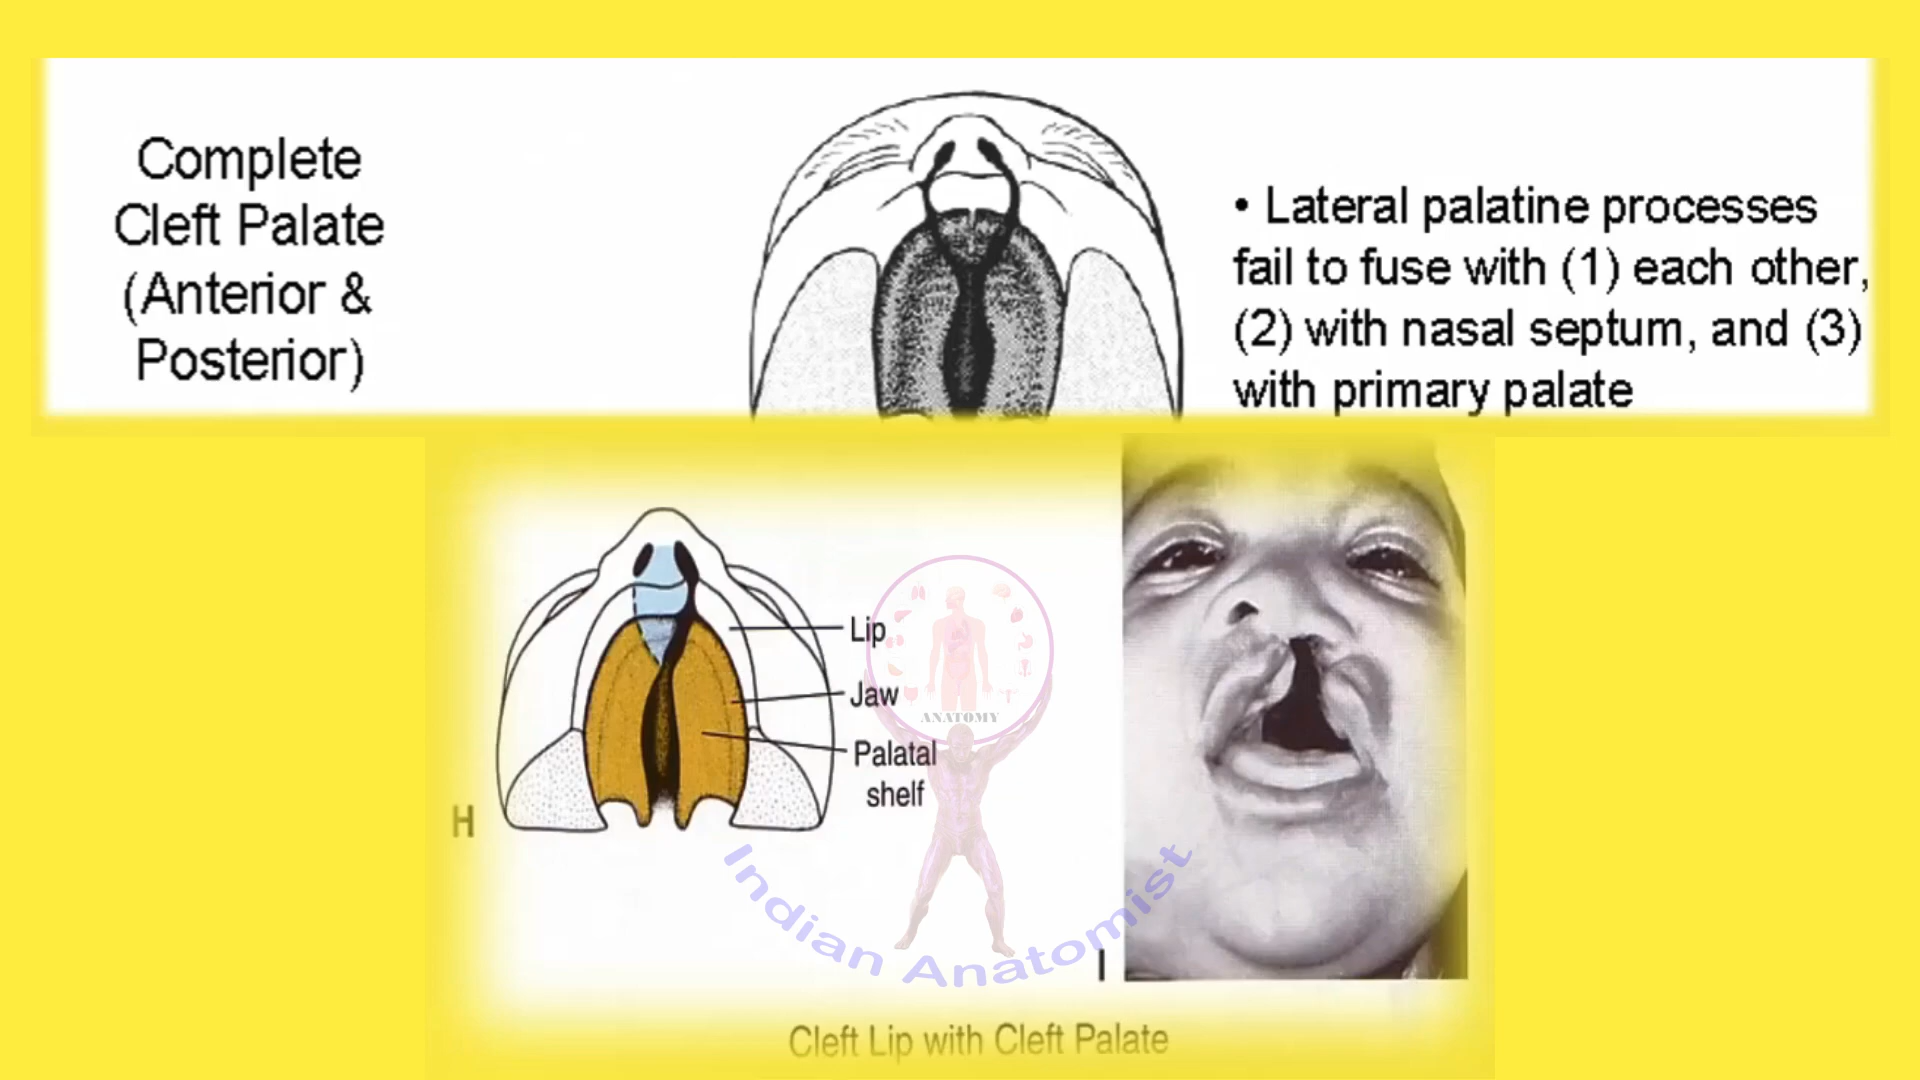 Complete
Cleft Palate
(Anterior &
Posterior)
• Lateral palatine processes
fail to fuse with (1) each other,
(2) with nasal septum, and (3)
with primary palate
Lip
Jaw
Palatal
shelf
H
I
ANATOMY
Indian Anatomist
Cleft Lip with Cleft Palate